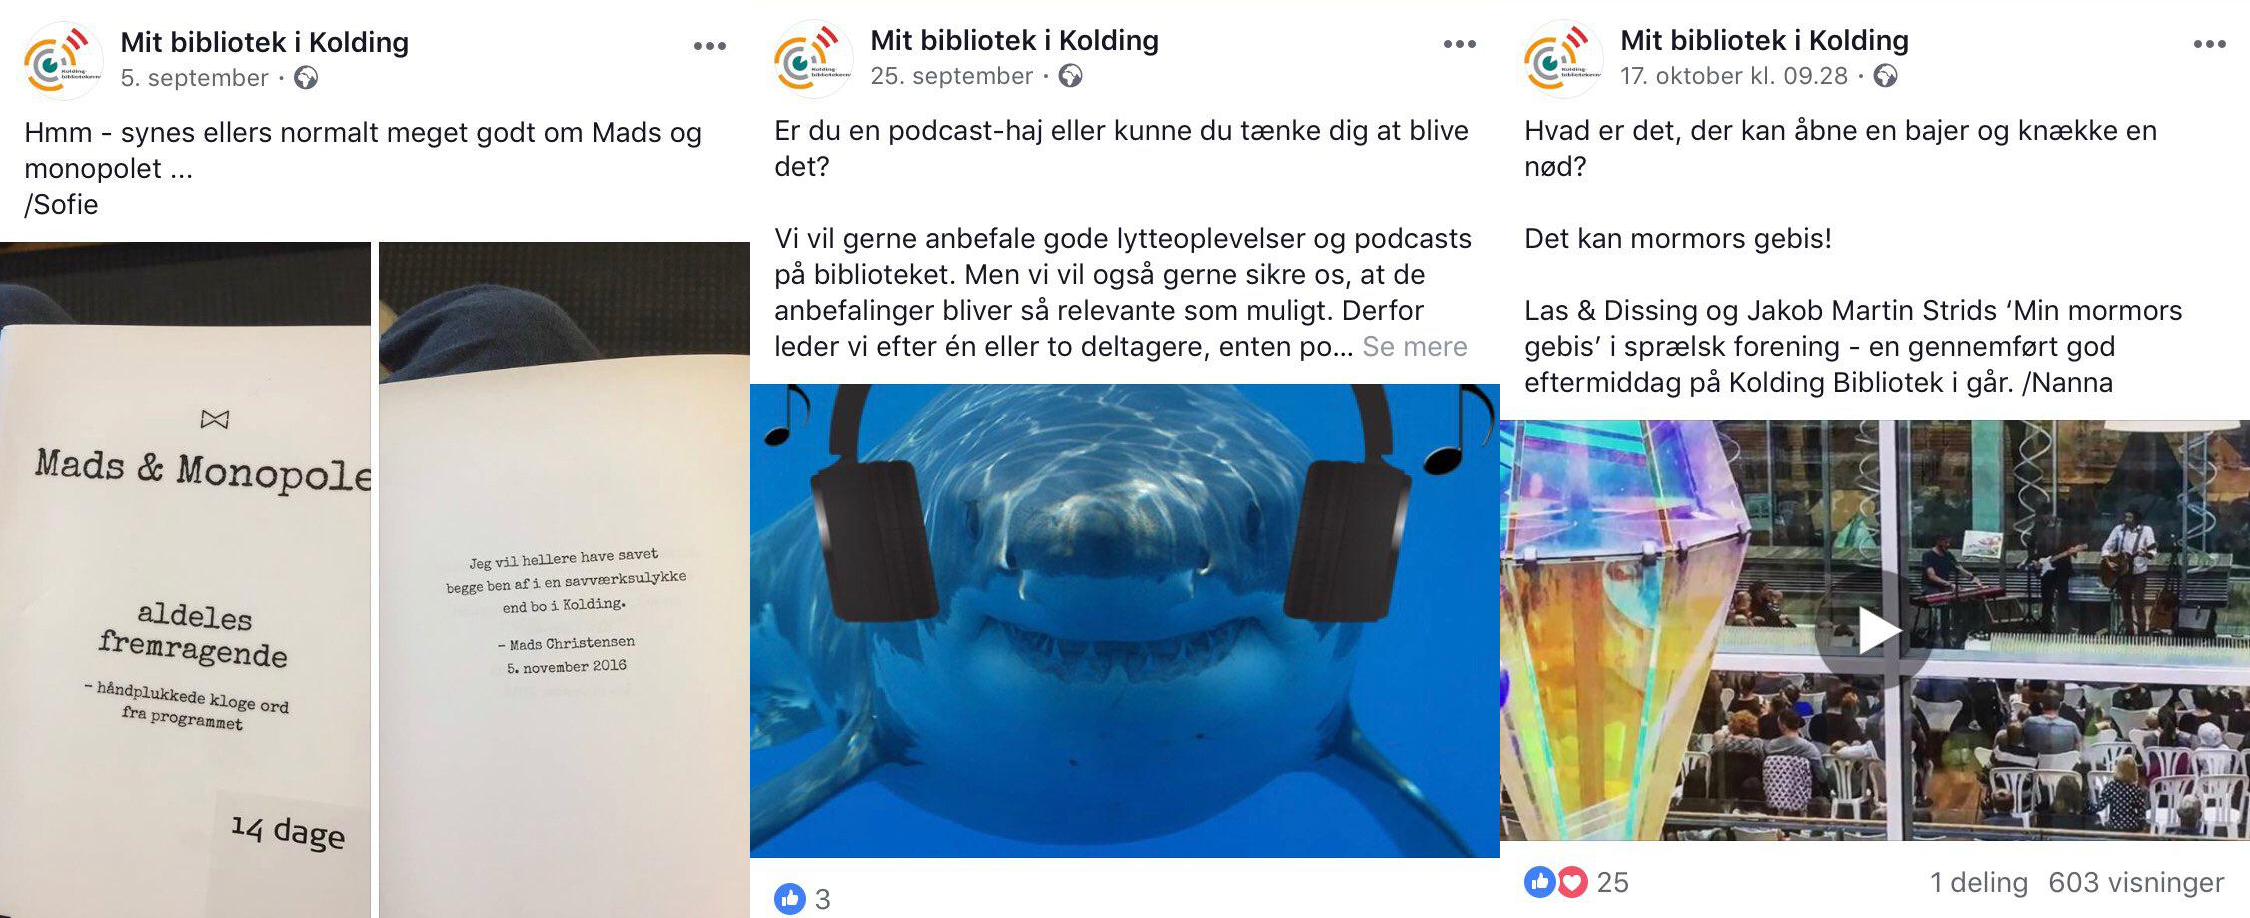 Mit bibliotek i Kolding
5. september ·
Hmm - synes ellers normalt meget godt om Mads og
monopolet ...
/Sofie
Mads & Monopole
aldeles
fremragende
- håndplukkede kloge ord
fra programmet
14 dage
Jeg vil hellere have savet
begge ben af i en savværksulykke
end bo i Kolding.
- Mads Christensen
5. november 2016
Mit bibliotek i Kolding
25. september ·
Er du en podcast-haj eller kunne du tænke dig at blive
det?
Vi vil gerne anbefale gode lytteoplevelser og podcasts
på biblioteket. Men vi vil også gerne sikre os, at de
anbefalinger bliver så relevante som muligt. Derfor
leder vi efter én eller to deltagere, enten po... Se mere
3
Mit bibliotek i Kolding
17. oktober kl. 09.28 ·
Hvad er det, der kan åbne en bajer og knække en
nød?
Det kan mormors gebis!
Las & Dissing og Jakob Martin Strids ‘Min mormors
gebis’ i sprælsk forening - en gennemført god
eftermiddag på Kolding Bibliotek i går. /Nanna
25
1 deling 603 visninger